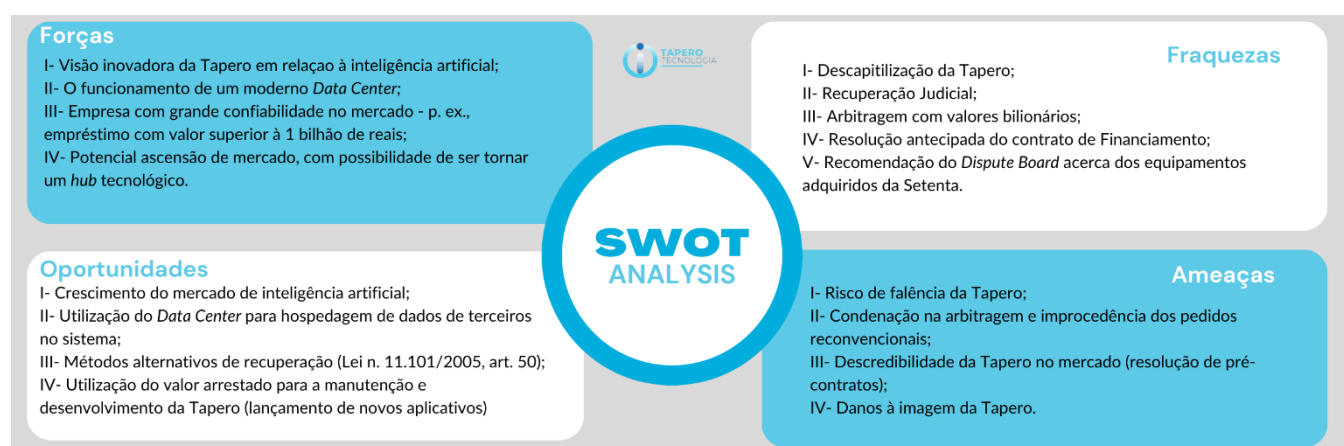 Forças
I- Visão inovadora da Tapero em relaçao à inteligência artificial;
II- O funcionamento de um moderno Data Center;
III- Empresa com grande confiabilidade no mercado - p. ex.,
empréstimo com valor superior à 1 bilhão de reais;
IV- Potencial ascensão de mercado, com possibilidade de ser tornar
um hub tecnológico.
TAPERO
TECNOLOGIA
Fraquezas
I- Descapitilização da Tapero;
II- Recuperação Judicial;
III- Arbitragem com valores bilionários;
IV- Resolução antecipada do contrato de Financiamento;
V- Recomendação do Dispute Board acerca dos equipamentos
adquiridos da Setenta.
SWOT
ANALYSIS
Oportunidades
I- Crescimento do mercado de inteligência artificial;
II- Utilização do Data Center para hospedagem de dados de terceiros
no sistema;
III- Métodos alternativos de recuperação (Lei n. 11.101/2005, art. 50);
IV- Utilização do valor arrestado para a manutenção e
desenvolvimento da Tapero (lançamento de novos aplicativos)
Ameaças
I- Risco de falência da Tapero;
II- Condenação na arbitragem e improcedência dos pedidos
reconvencionais;
III- Descredibilidade da Tapero no mercado (resolução de pré-
contratos);
IV- Danos à imagem da Tapero.